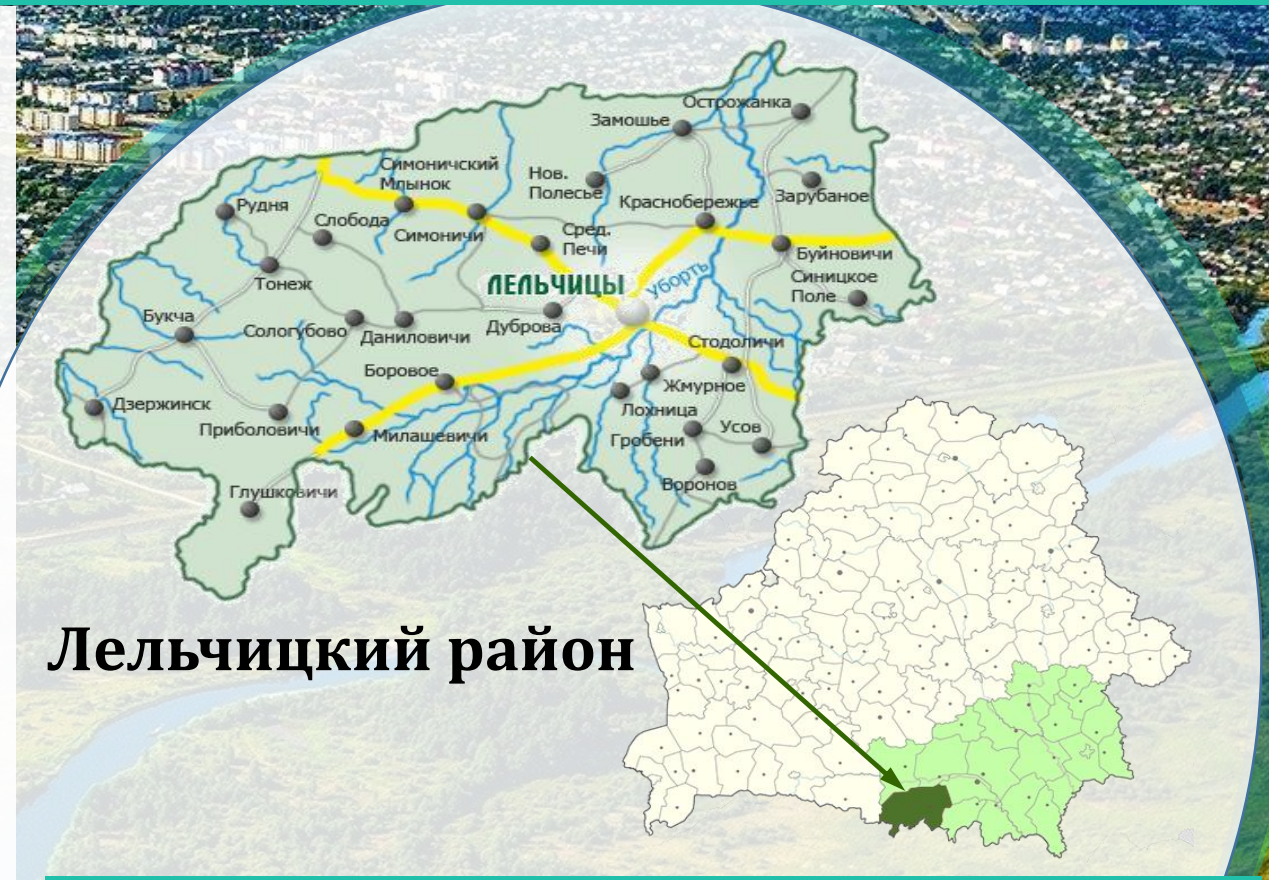 Острожанка
Замошье
Симоничский
Млынок
Нов.
Полесье
Зарубаное
Краснобережье
Рудня
Слобода
Симоничи
Сред.
Печи
Буйновичи
Тонеж
ЛЕЛЬЧИЦЫ
Уборть
Синицкое
Поле
Букча
Сологубово
Даниловичи
Дуброва
Стодоличи
Боровое
Жмурное
Дзержинск
Лохница
Приболовичи
Милашевичи
Гробени
Усов
Воронов
Глушковичи
Лельчицкий район